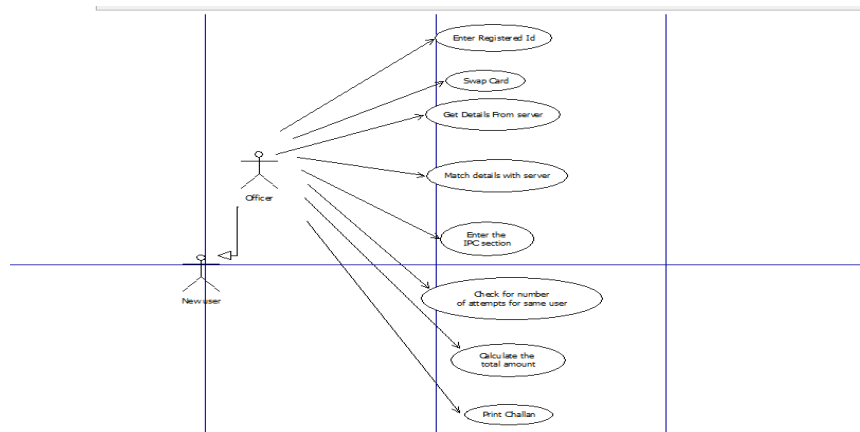 Enter Registered Id
Swap Card
Get Details From server
Match details with server
Officer
Enter the
IPC section
New user
Check for number
of attempts for same user
Calculate the
total amount
Print Challan